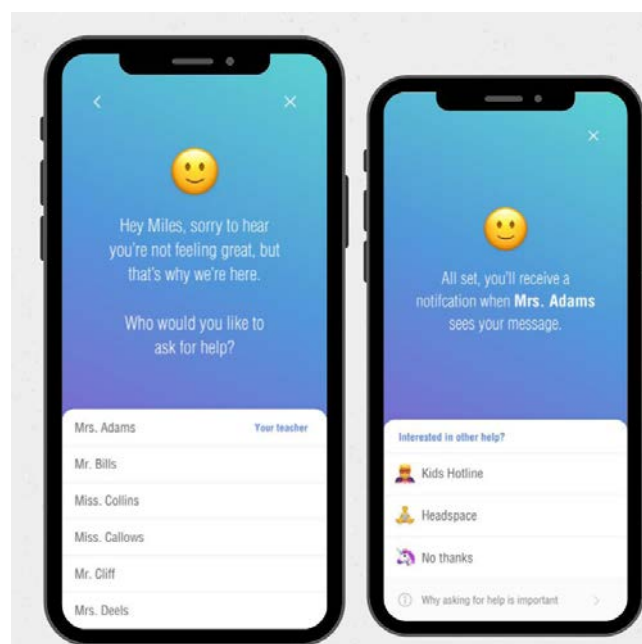 Hey Miles, sorry to hear
you're not feeling great, but
that's why we're here.
Who would you like to
ask for help?
Mrs. Adams Your teacher
Mr. Bills
Miss. Collins
Miss. Callows
Mr. Cliff
Mrs. Deels
All set, you'll receive a
notifcation when Mrs. Adams
sees your message.
Interested in other help?
Kids Hotline
Headspace
No thanks
Why asking for help is important